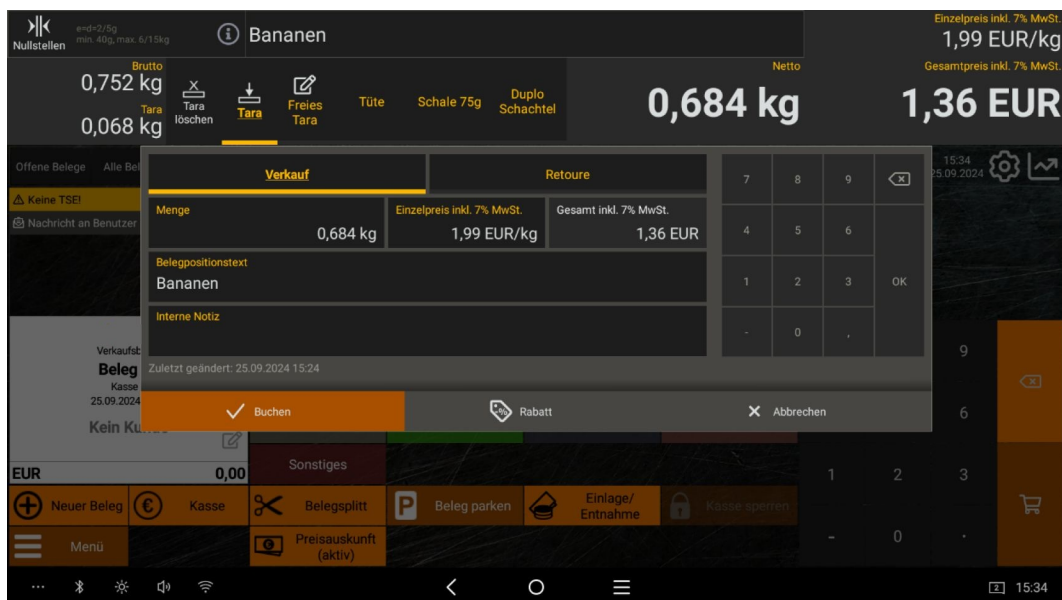 Nullstellen
e=d=2/5g
min. 40g, max. 6/15kg
Bananen
Einzelpreis inkl. 7% MwSt.
1,99 EUR/kg
Brutto
0,752 kg
Tara
0,068 kg
Tara
löschen
Tara
Freies
Tara
Tüte
Schale 75g
Duplo
Schachtel
Netto
0,684 kg
Gesamtpreis inkl. 7% MwSt.
1,36 EUR
Offene Belege Alle Bel
15:34
25.09.2024
Keine TSE!
Nachricht an Benutzer
Verkauf
Retoure
Menge
0,684 kg
Einzelpreis inkl. 7% MwSt.
1,99 EUR/kg
Gesamt inkl. 7% MwSt.
1,36 EUR
Belegpositionstext
Bananen
Interne Notiz
Zuletzt geändert: 25.09.2024 15:24
Buchen
Rabatt
Abbrechen
7 8 9
4 5 6
1 2 3 OK
- 0 ,
Verkaufsb
Beleg
Kasse
25.09.2024
Kein Ku
EUR 0,00
Sonstiges
9
6
1 2 3
- 0 .
Neuer Beleg
Kasse
Belegsplitt
P Beleg parken
Einlage/
Entnahme
Kasse sperren
Menü
Preisauskunft
(aktiv)
2 15:34